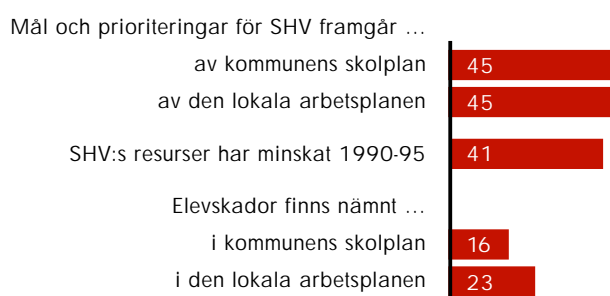 Mål och prioriteringar för SHV framgår ...
av kommunens skolplan 45
av den lokala arbetsplanen 45
SHV:s resurser har minskat 1990-95 41
Elevskador finns nämnt ...
i kommunens skolplan 16
i den lokala arbetsplanen 23